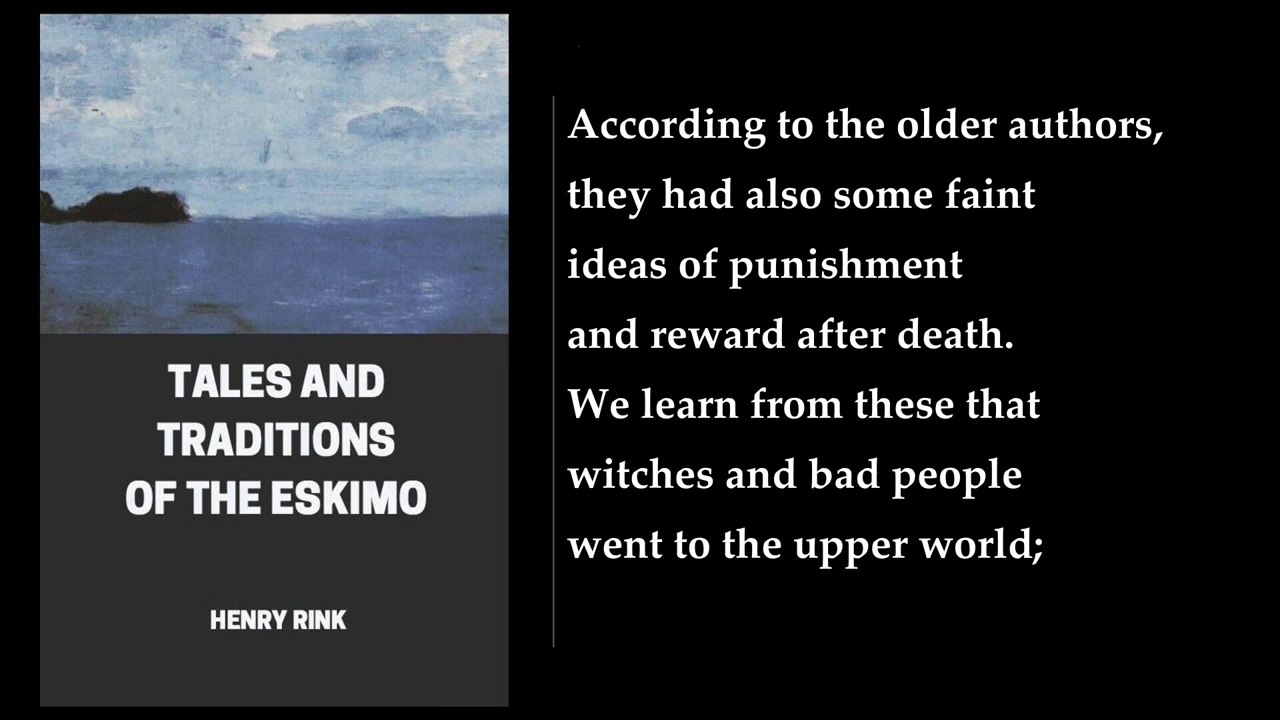 TALES AND
TRADITIONS
OF THE ESKIMO
HENRY RINK
According to the older authors,
they had also some faint
ideas of punishment
and reward after death.
We learn from these that
witches and bad people
went to the upper world;